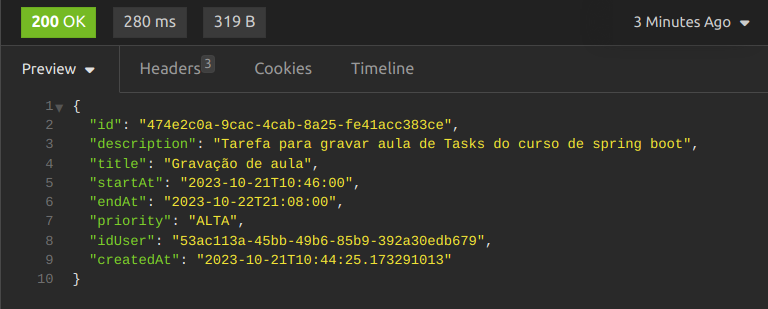 200 OK 280 ms 319 B 3 Minutes Ago
Preview Headers 3 Cookies Timeline
1 {
2 "id": "474e2c0a-9cac-4cab-8a25-fe41acc383ce",
3 "description": "Tarefa para gravar aula de Tasks do curso de spring boot",
4 "title": "Gravação de aula",
5 "startAt": "2023-10-21T10:46:00",
6 "endAt": "2023-10-22T21:08:00",
7 "priority": "ALTA",
8 "idUser": "53ac113a-45bb-49b6-85b9-392a30edb679",
9 "createdAt": "2023-10-21T10:44:25.173291013"
10 }